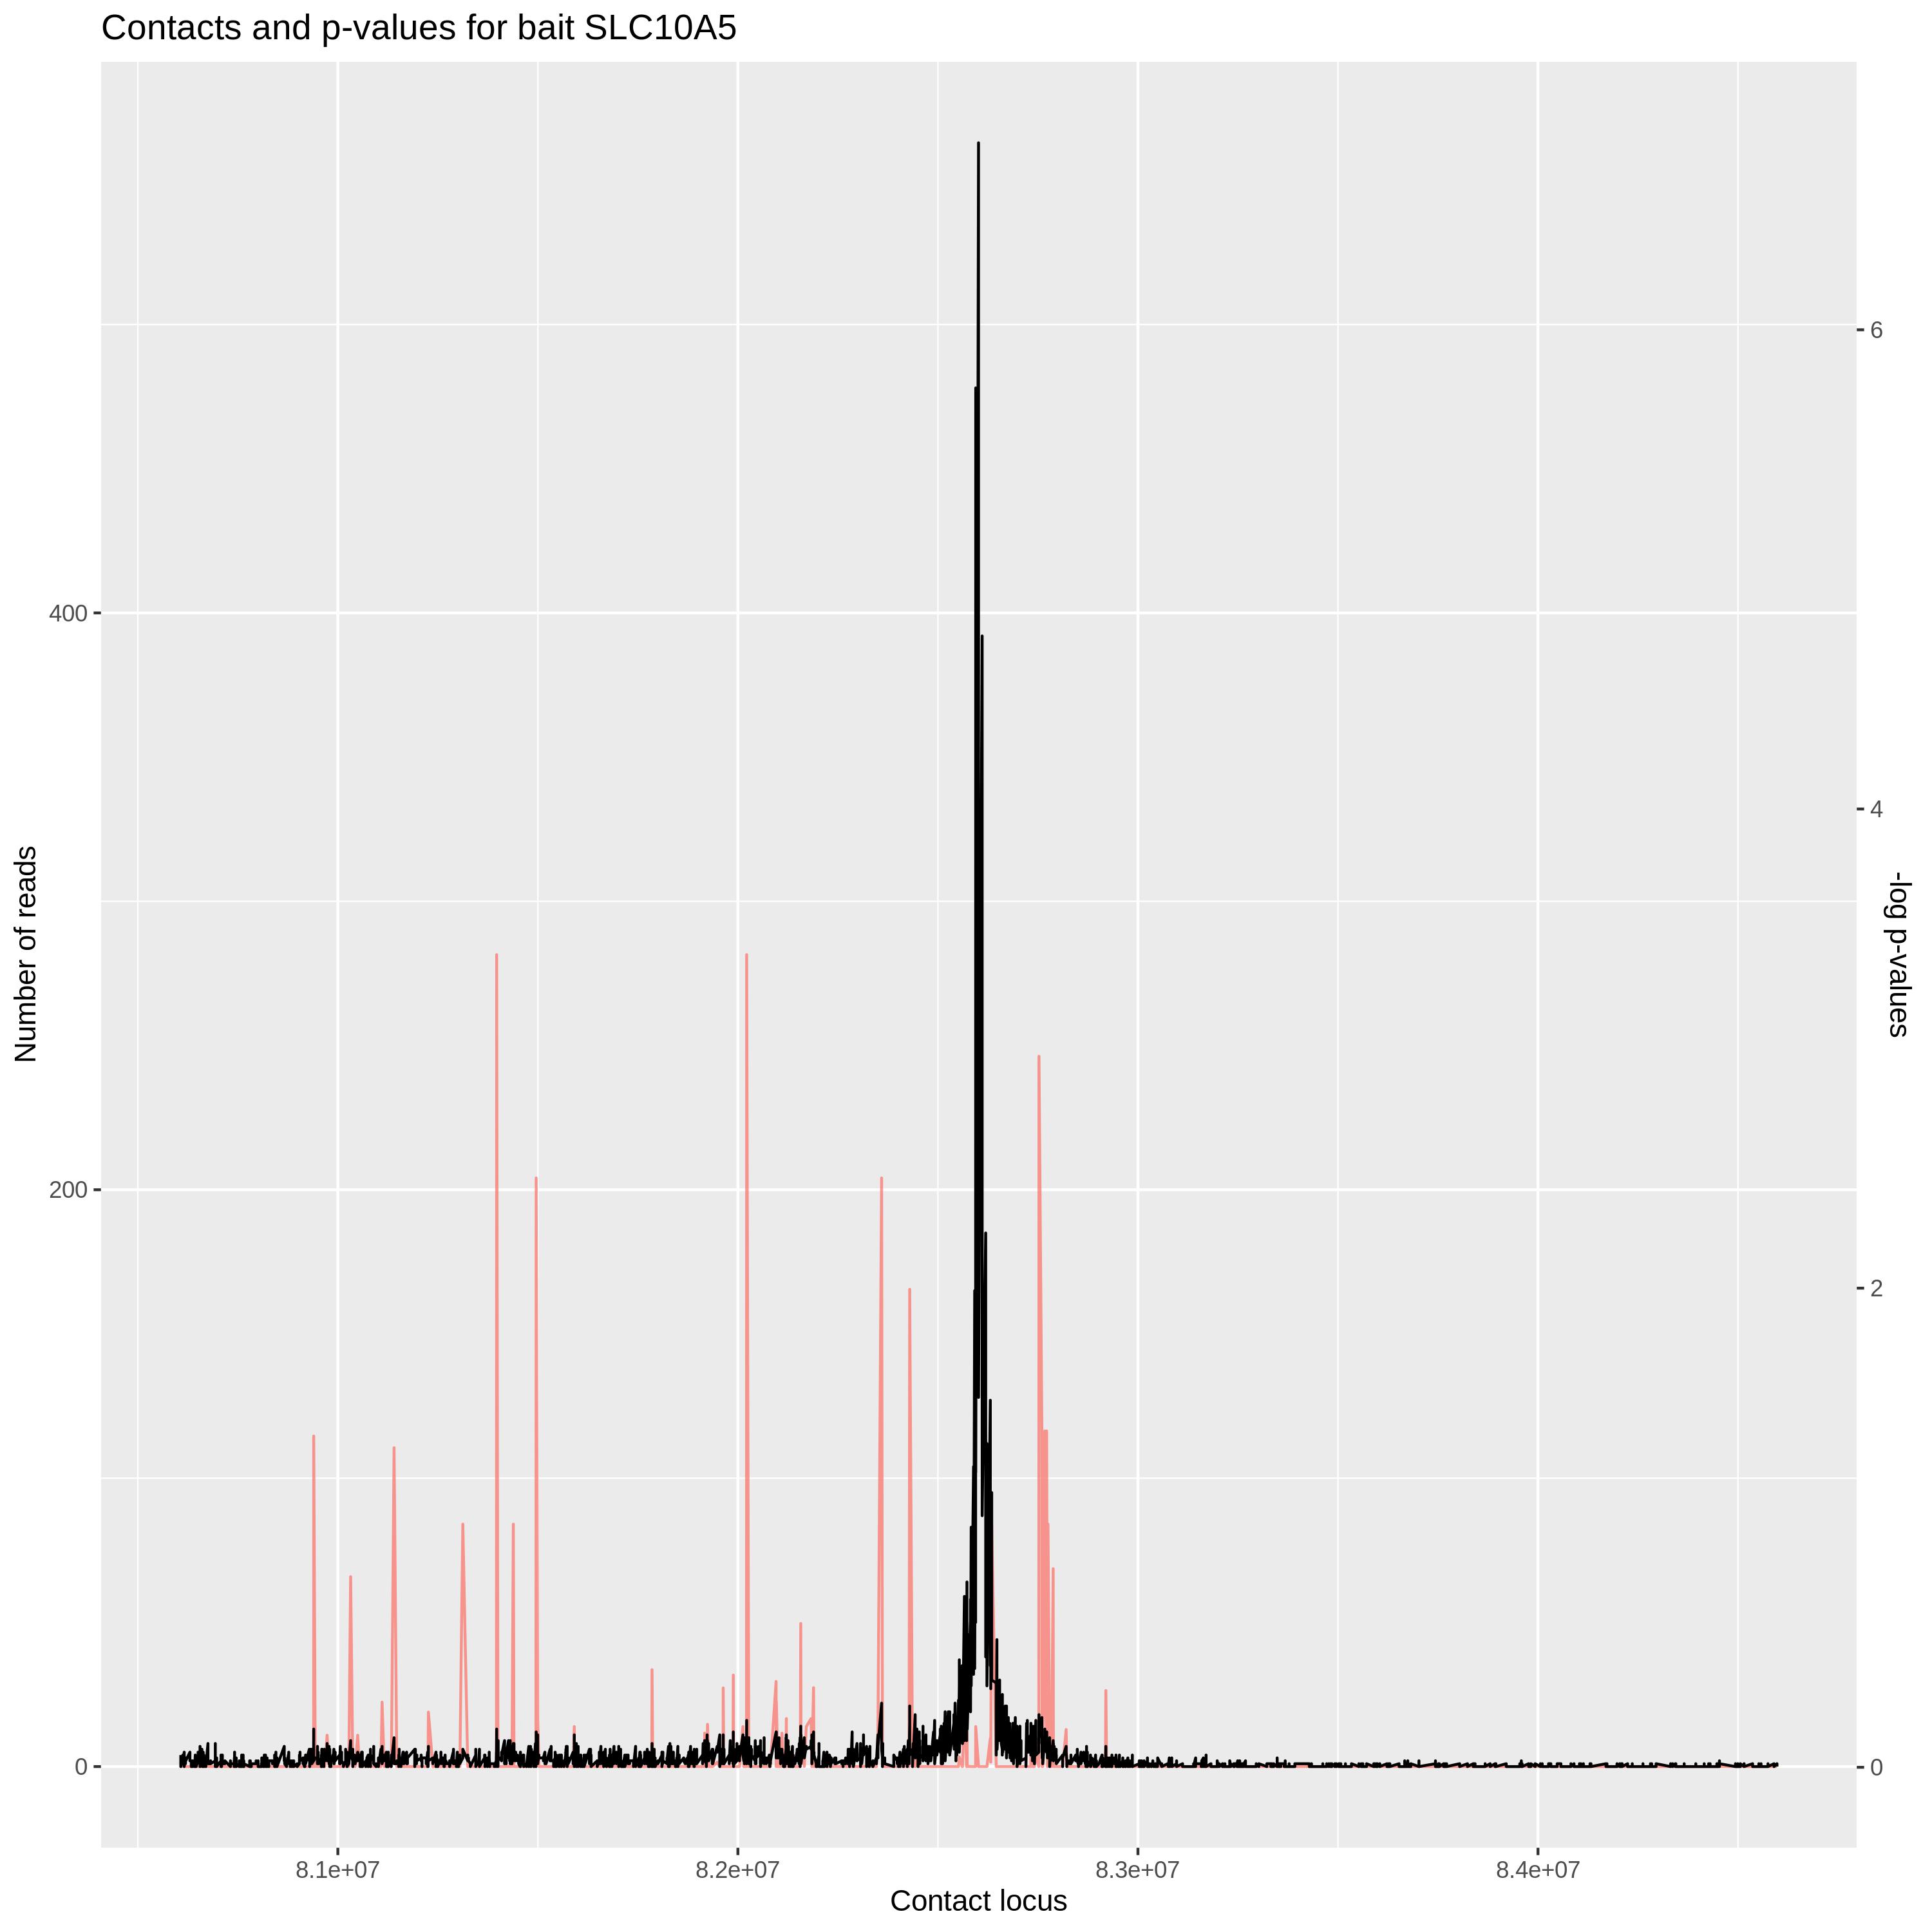 Contacts and p-values for bait SLC10A5
Number of reads
400
200
0
6
4
2
0
-log p-values
8.1e+07
8.2e+07
8.3e+07
8.4e+07
Contact locus